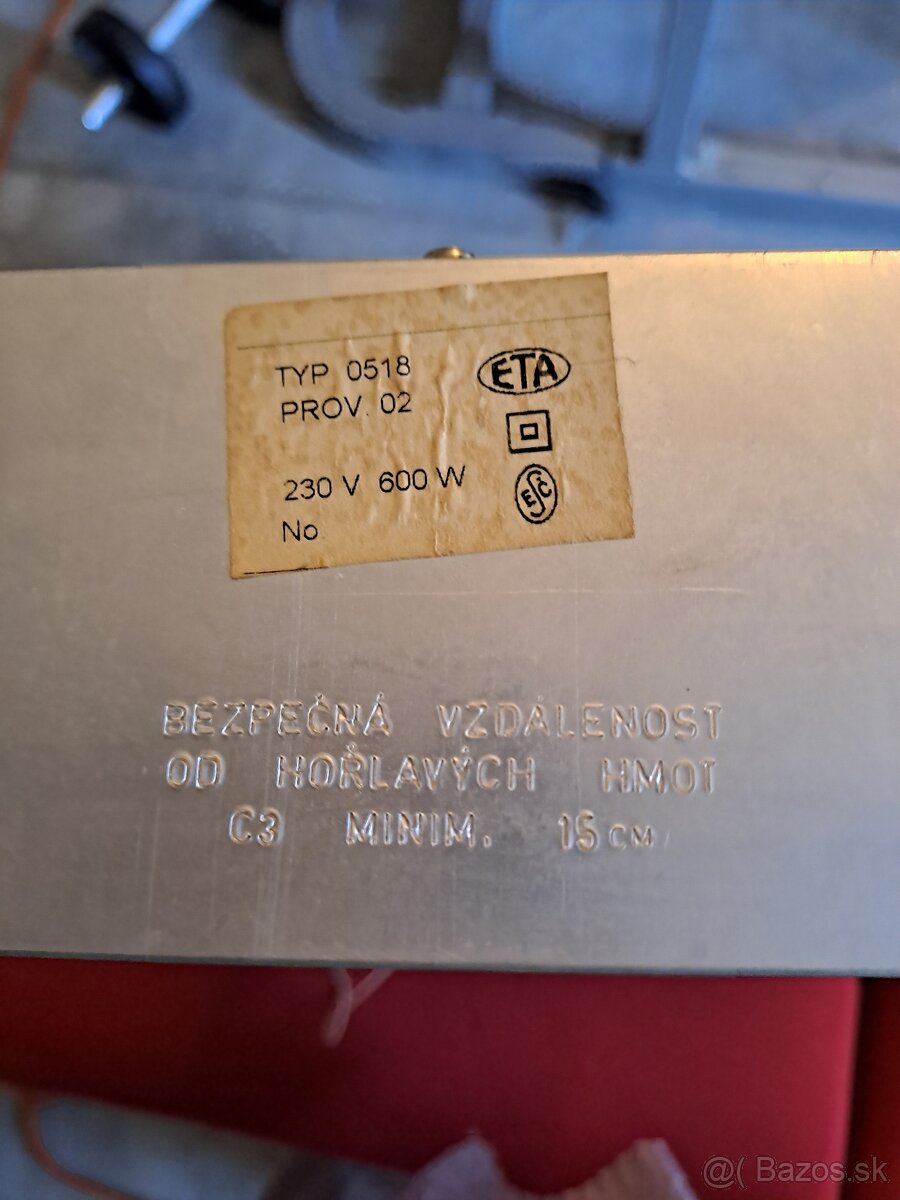 TYP 0518
ETA
PROV. 02
230 V 600 W
ESČ
No
BEZPEČNÁ VZDÁLENOST
OD HOŘLAVÝCH HMOT
C3 MINIM. 15 CM
@( Bazos.sk